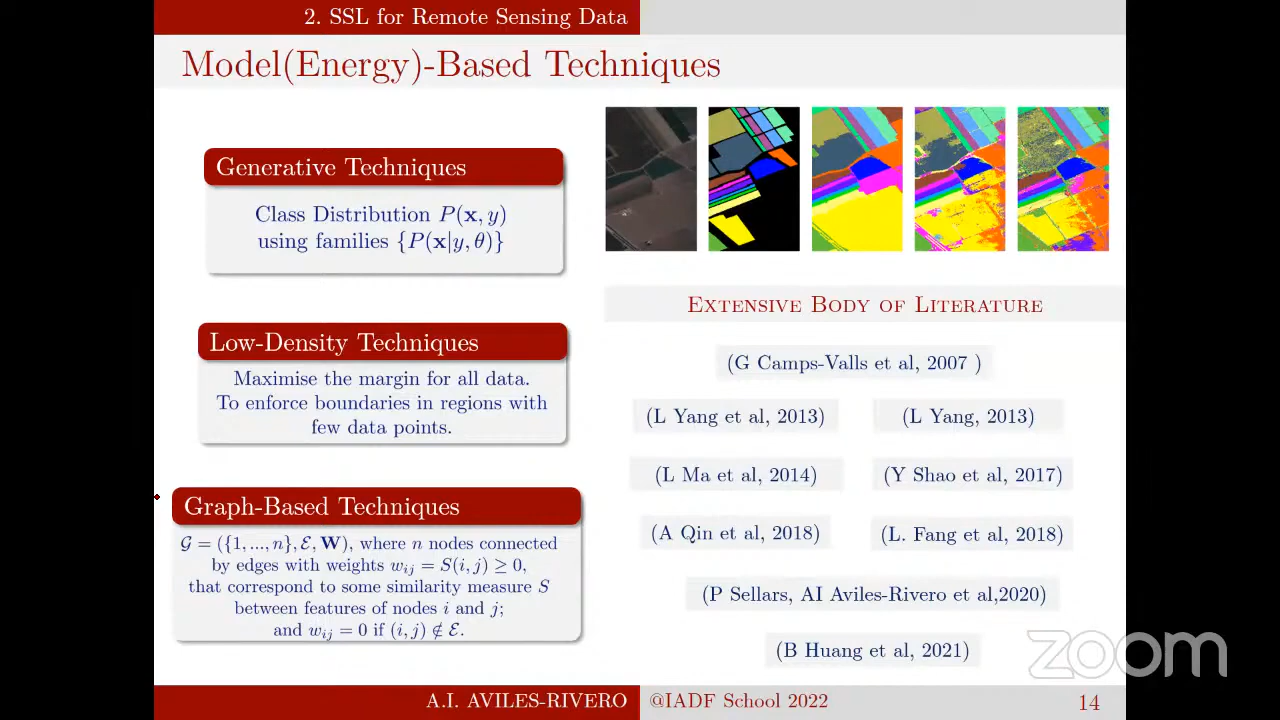 2. SSL for Remote Sensing Data
Model(Energy)-Based Techniques
Generative Techniques
Class Distribution P(x, y)
using families {P(x|y, θ)}
Low-Density Techniques
Maximise the margin for all data.
To enforce boundaries in regions with
few data points.
Graph-Based Techniques
𝒢 = ({1, ..., n}, ℰ, W), where n nodes connected
by edges with weights w_ij = S(i, j) ≥ 0,
that correspond to some similarity measure S
between features of nodes i and j;
and w_ij = 0 if (i, j) ∉ ℰ.
Extensive Body of Literature
(G Camps-Valls et al, 2007 )
(L Yang et al, 2013)
(L Yang, 2013)
(L Ma et al, 2014)
(Y Shao et al, 2017)
(A Qin et al, 2018)
(L. Fang et al, 2018)
(P Sellars, AI Aviles-Rivero et al,2020)
(B Huang et al, 2021)
zoom
A.I. AVILES-RIVERO
@IADF School 2022
14